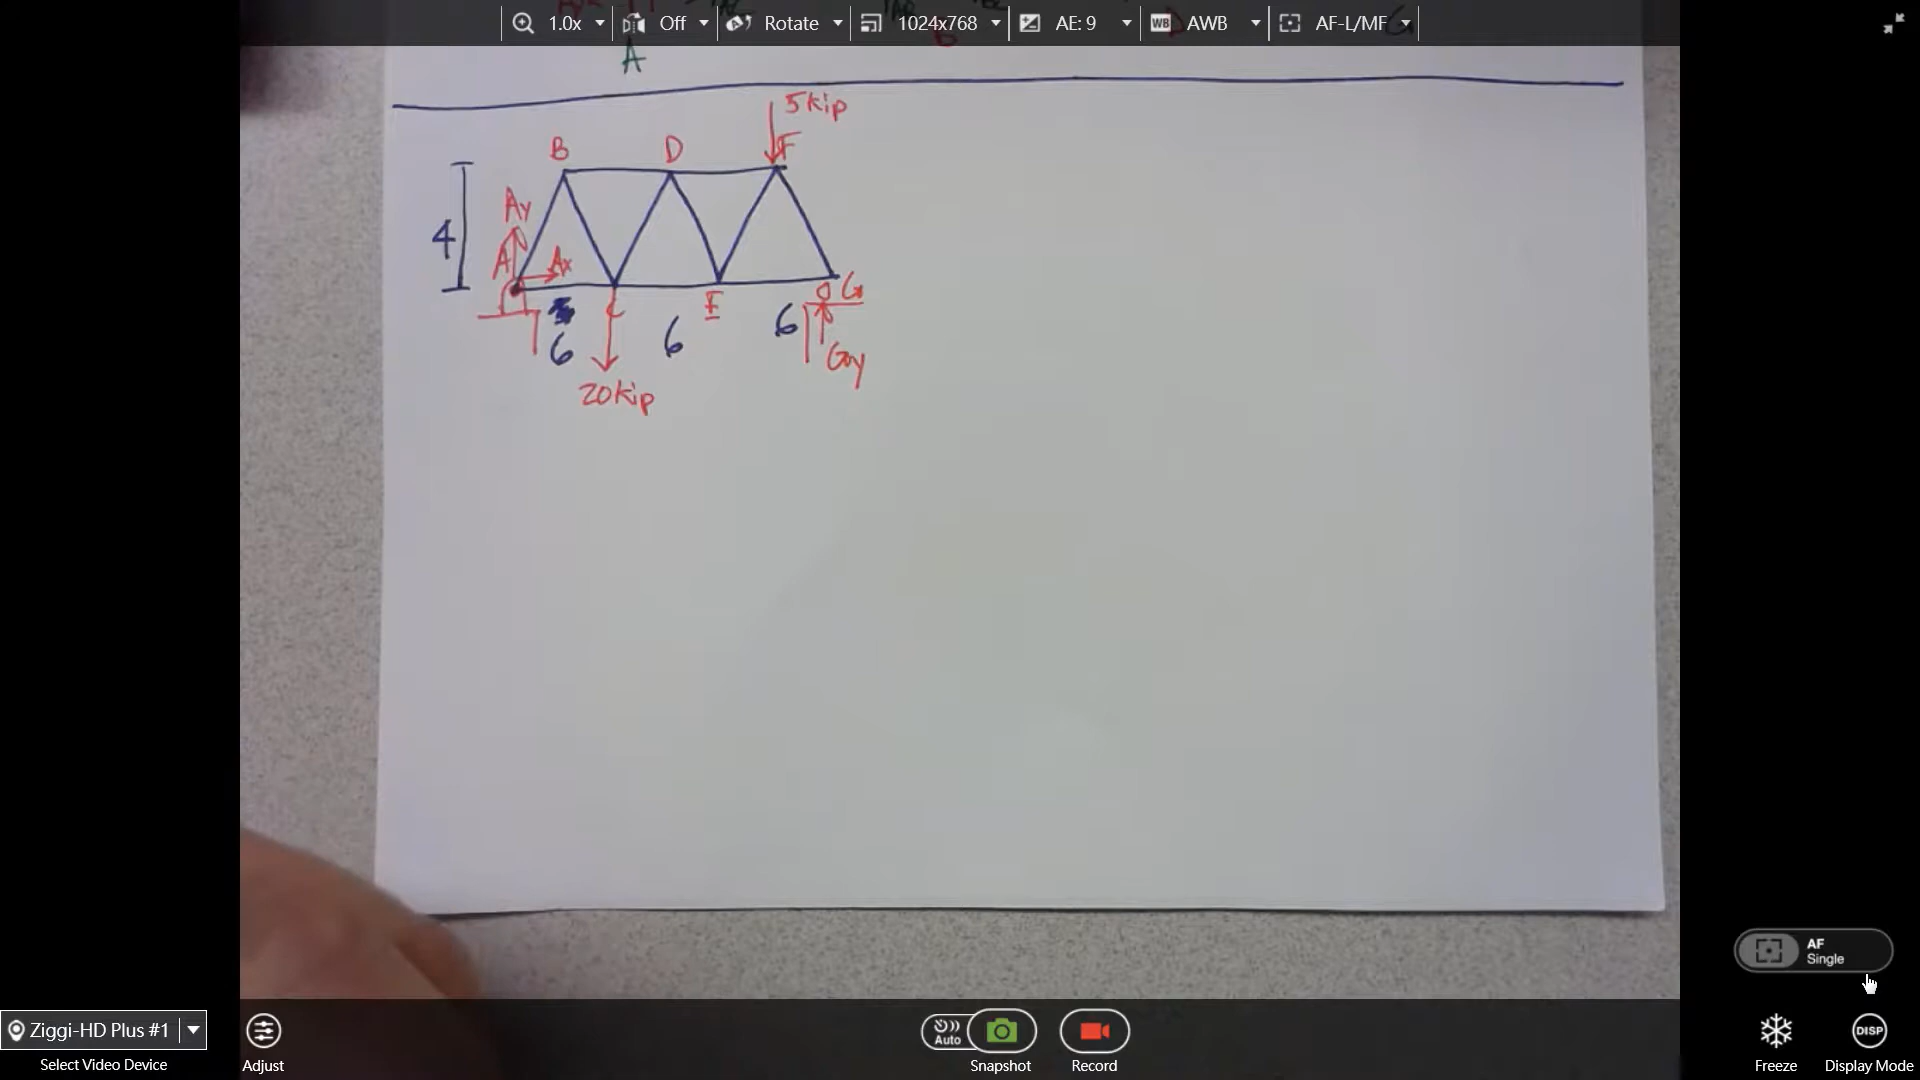 1.0x Off Rotate 1024x768 AE: 9 WB AWB AF-L/MF
A
5kip
B D F
4
Ay
A Ax
C E G
6 6 6
Gy
20kip
AF
Single
Ziggi-HD Plus #1
Select Video Device
Adjust
Auto
Snapshot
Record
Freeze
DISP
Display Mode